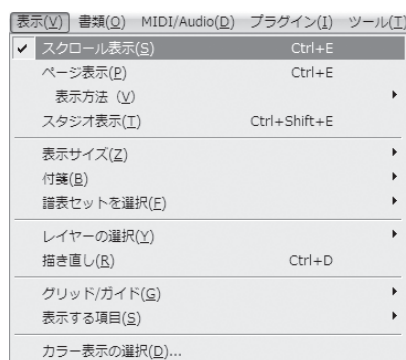 表示(V) 書類(O) MIDI/Audio(D) プラグイン(I) ツール(T)
✓ スクロール表示(S) Ctrl+E
ページ表示(P) Ctrl+E
表示方法 (V)
スタジオ表示(T) Ctrl+Shift+E
表示サイズ(Z)
付箋(B)
譜表セットを選択(F)
レイヤーの選択(Y)
描き直し(R) Ctrl+D
グリッド/ガイド(G)
表示する項目(S)
カラー表示の選択(D)...